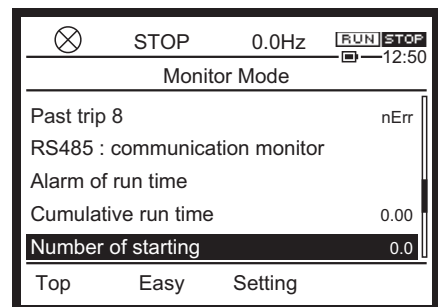 STOP 0.0Hz RUN STOP
12:50
Monitor Mode
Past trip 8 nErr
RS485 : communication monitor
Alarm of run time
Cumulative run time 0.00
Number of starting 0.0
Top Easy Setting